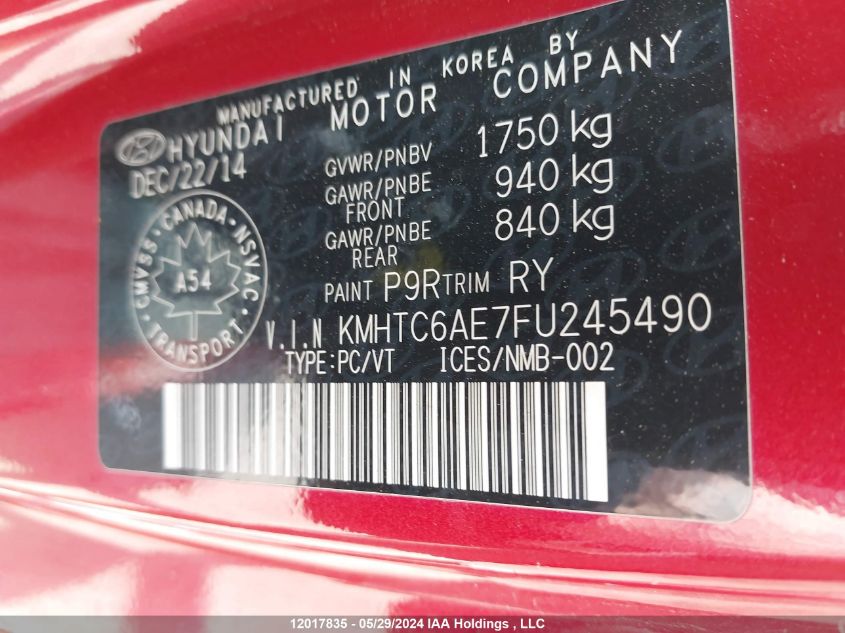 MANUFACTURED IN KOREA BY
HYUNDAI MOTOR COMPANY
DEC/22/14
GVWR/PNBV 1750 kg
GAWR/PNBE FRONT 940 kg
GAWR/PNBE REAR 840 kg
CANADA
CMVSS NSVAC
A54
TRANSPORT
PAINT P9R TRIM RY
V.I.N KMHTC6AE7FU245490
TYPE:PC/VT ICES/NMB-002
12017835 - 05/29/2024 IAA Holdings , LLC